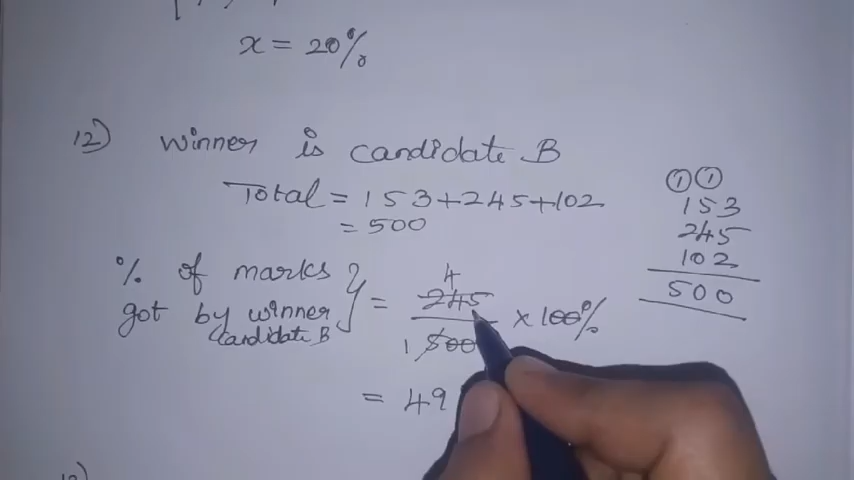 x = 20%
12) winner is candidate B
Total = 153+245+102
= 500
① ①
153
245
102
500
% of marks
got by winner
candidate B
} = 245/500 × 100%
4
1
= 49